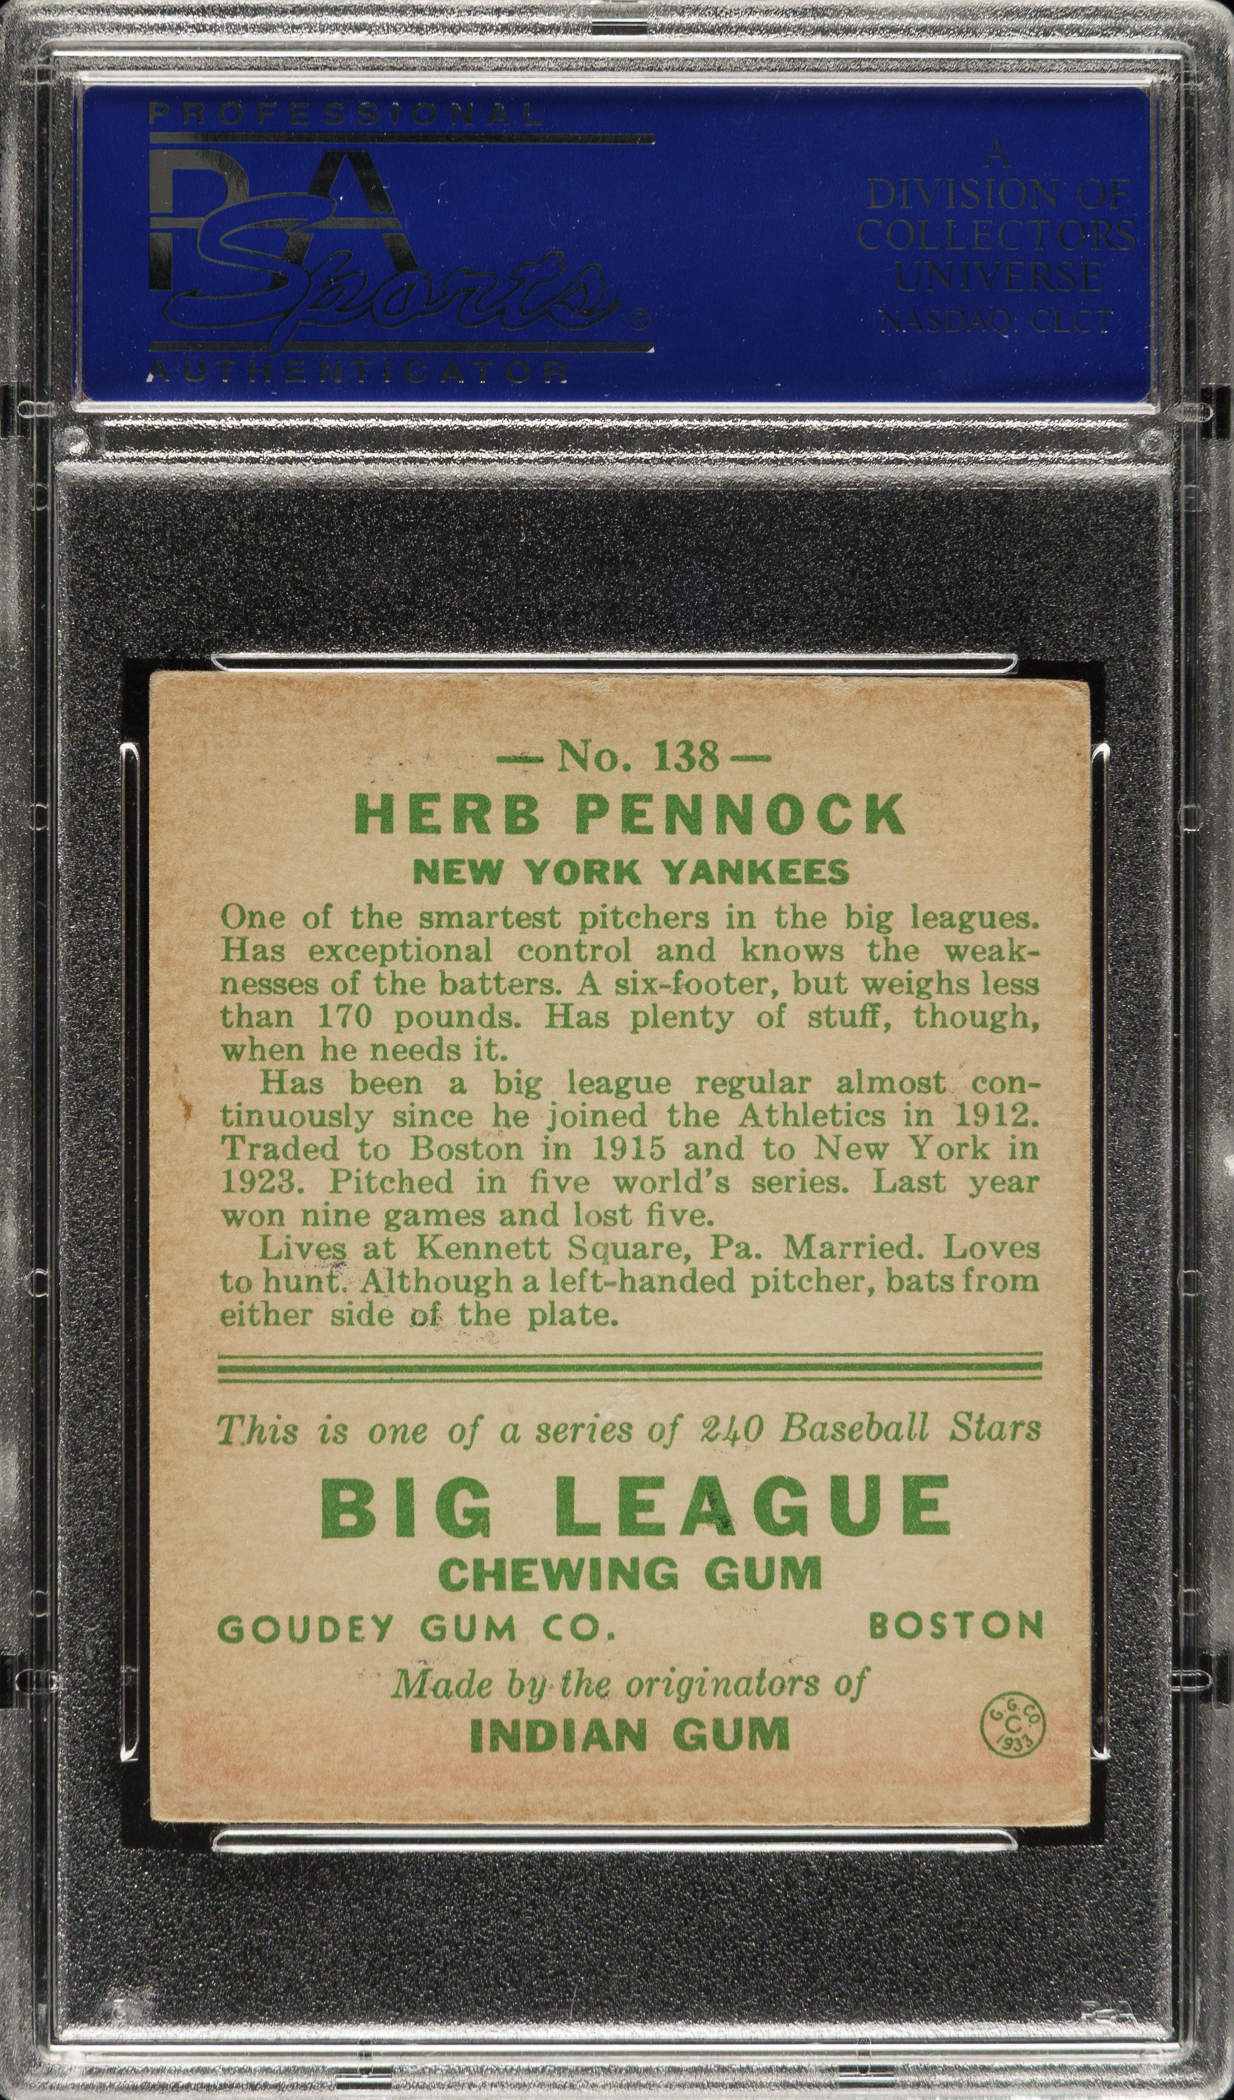 PROFESSIONAL
PSA
Sports®
AUTHENTICATOR
A
DIVISION OF
COLLECTORS
UNIVERSE
NASDAQ: CLCT
— No. 138 —
HERB PENNOCK
NEW YORK YANKEES
One of the smartest pitchers in the big leagues.
Has exceptional control and knows the weak-
nesses of the batters. A six-footer, but weighs less
than 170 pounds. Has plenty of stuff, though,
when he needs it.
Has been a big league regular almost con-
tinuously since he joined the Athletics in 1912.
Traded to Boston in 1915 and to New York in
1923. Pitched in five world's series. Last year
won nine games and lost five.
Lives at Kennett Square, Pa. Married. Loves
to hunt. Although a left-handed pitcher, bats from
either side of the plate.
This is one of a series of 240 Baseball Stars
BIG LEAGUE
CHEWING GUM
GOUDEY GUM CO. BOSTON
Made by the originators of
INDIAN GUM
G.G.CO.
C
1933
PSA